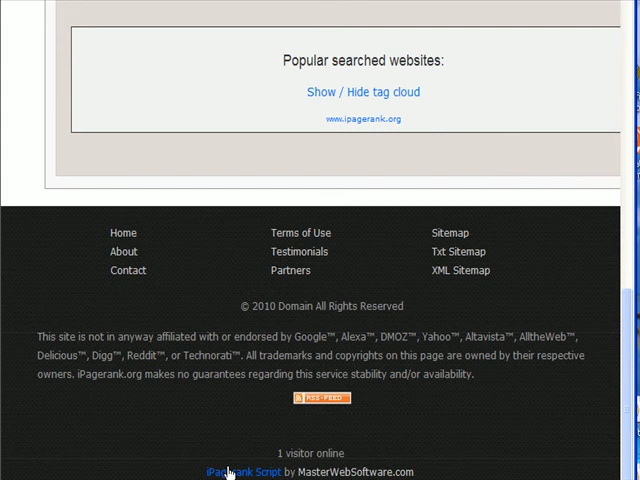 Popular searched websites:
Show / Hide tag cloud
www.ipagerank.org
Home Terms of Use Sitemap
About Testimonials Txt Sitemap
Contact Partners XML Sitemap
© 2010 Domain All Rights Reserved
This site is not in anyway affiliated with or endorsed by Google™, Alexa™, DMOZ™, Yahoo™, Altavista™, AlltheWeb™,
Delicious™, Digg™, Reddit™, or Technorati™. All trademarks and copyrights on this page are owned by their respective
owners. iPagerank.org makes no guarantees regarding this service stability and/or availability.
RSS-FEED
1 visitor online
iPagerank Script by MasterWebSoftware.com